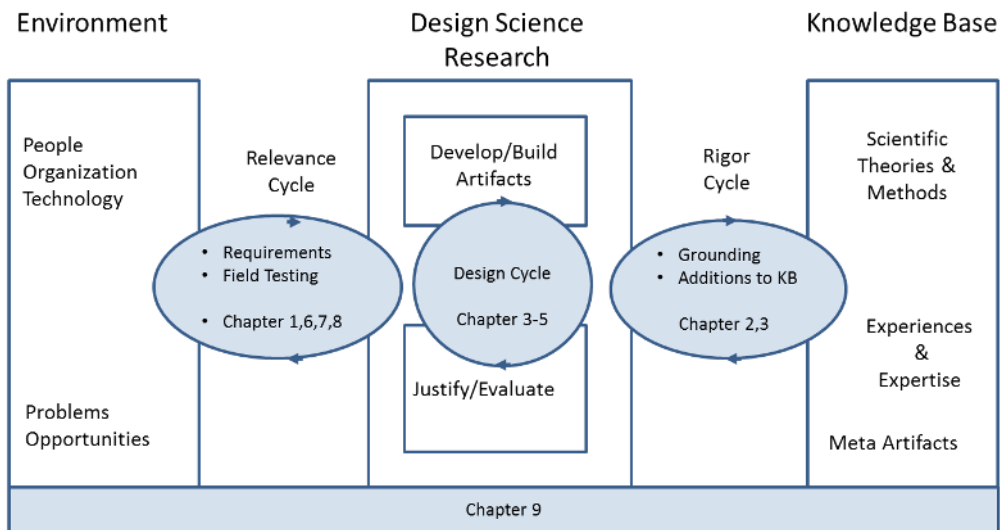 Environment
Design Science
Research
Knowledge Base
People
Organization
Technology
Problems
Opportunities
Relevance
Cycle
• Requirements
• Field Testing
• Chapter 1,6,7,8
Develop/Build
Artifacts
Design Cycle
Chapter 3-5
Justify/Evaluate
Rigor
Cycle
• Grounding
• Additions to KB
Chapter 2,3
Scientific
Theories &
Methods
Experiences
&
Expertise
Meta Artifacts
Chapter 9